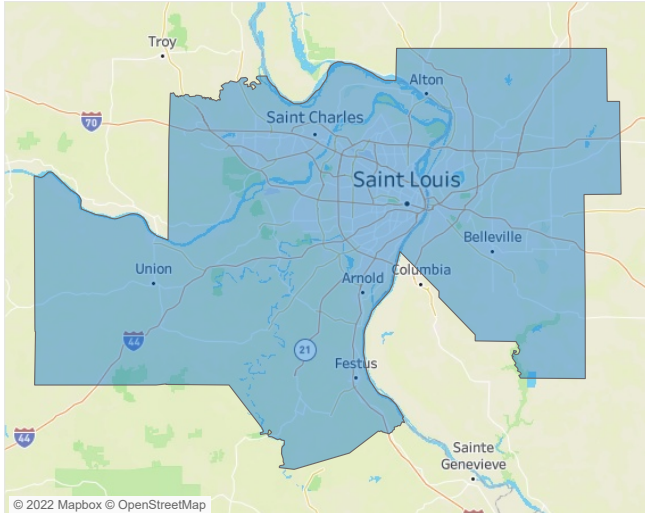 Troy
Alton
70
Saint Charles
Saint Louis
Belleville
Union
Arnold
Columbia
44
21
Festus
44
Sainte
Genevieve
© 2022 Mapbox © OpenStreetMap